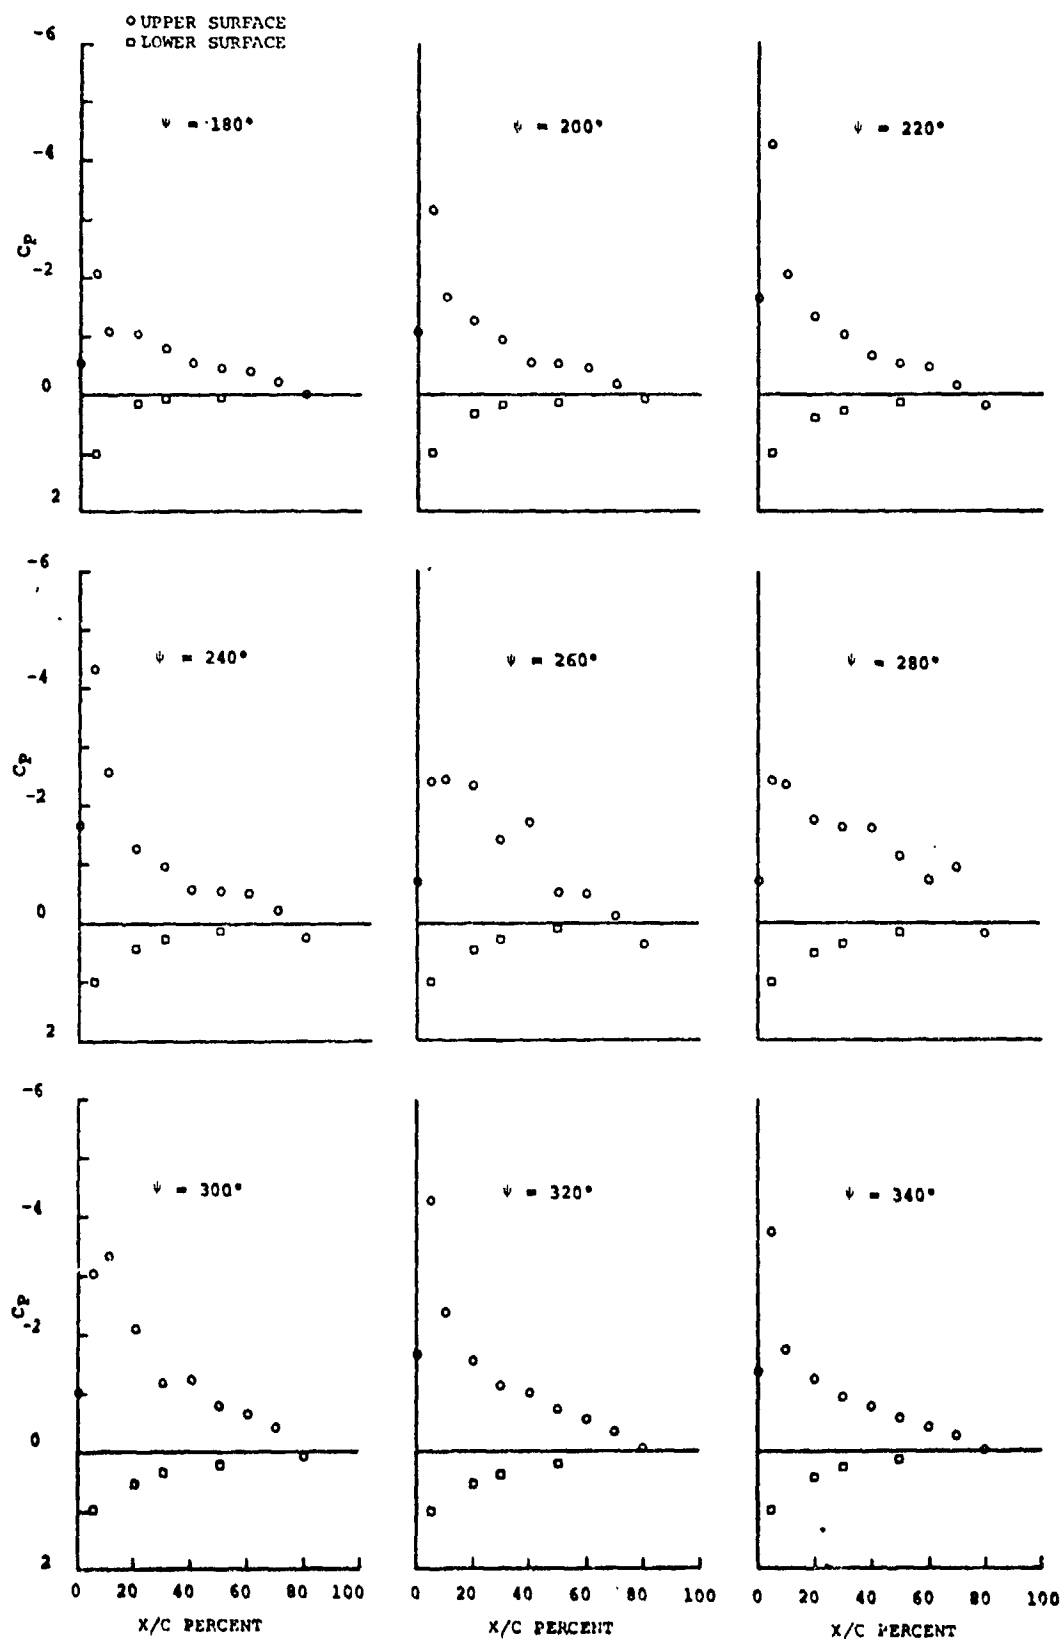 ○ UPPER SURFACE
□ LOWER SURFACE
-6
-4
-2
0
2
CP
ψ = 180°
ψ = 200°
ψ = 220°
-6
-4
-2
0
2
CP
ψ = 240°
ψ = 260°
ψ = 280°
-6
-4
-2
0
2
CP
ψ = 300°
ψ = 320°
ψ = 340°
0 20 40 60 80 100
0 20 40 60 80 100
0 20 40 60 80 100
X/C PERCENT
X/C PERCENT
X/C PERCENT